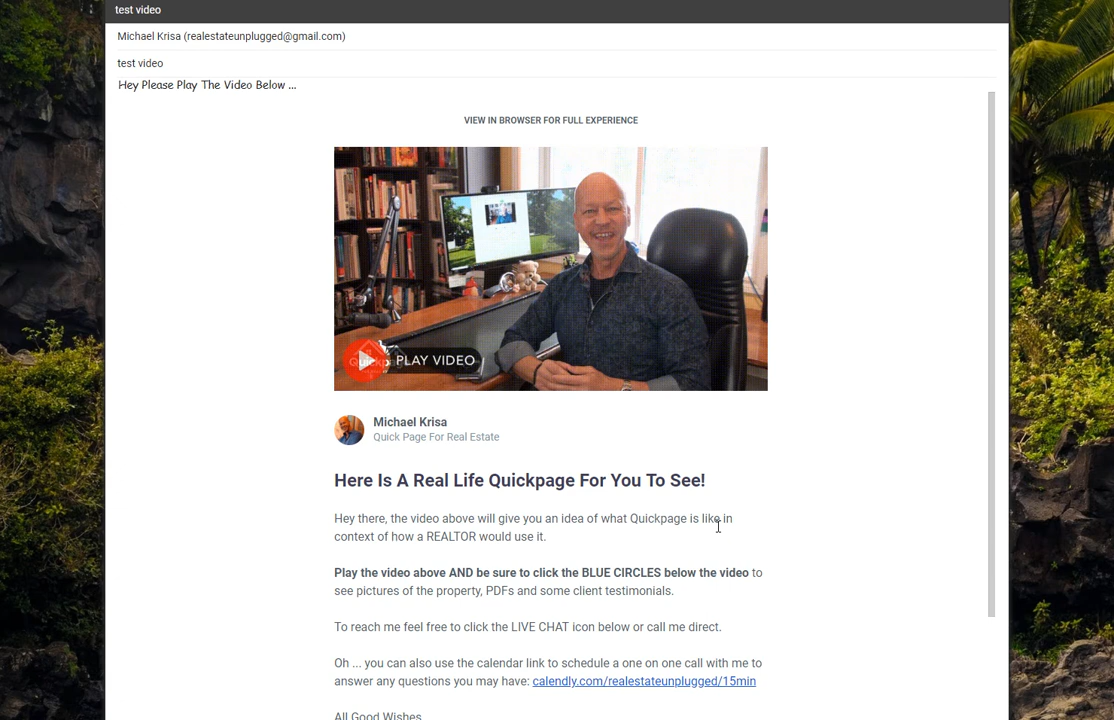 test video
Michael Krisa (realestateunplugged@gmail.com)
test video
Hey Please Play The Video Below ...
VIEW IN BROWSER FOR FULL EXPERIENCE
PLAY VIDEO
Michael Krisa
Quick Page For Real Estate
Here Is A Real Life Quickpage For You To See!
Hey there, the video above will give you an idea of what Quickpage is like in
context of how a REALTOR would use it.
Play the video above AND be sure to click the BLUE CIRCLES below the video to
see pictures of the property, PDFs and some client testimonials.
To reach me feel free to click the LIVE CHAT icon below or call me direct.
Oh ... you can also use the calendar link to schedule a one on one call with me to
answer any questions you may have: calendly.com/realestateunplugged/15min
All Good Wishes